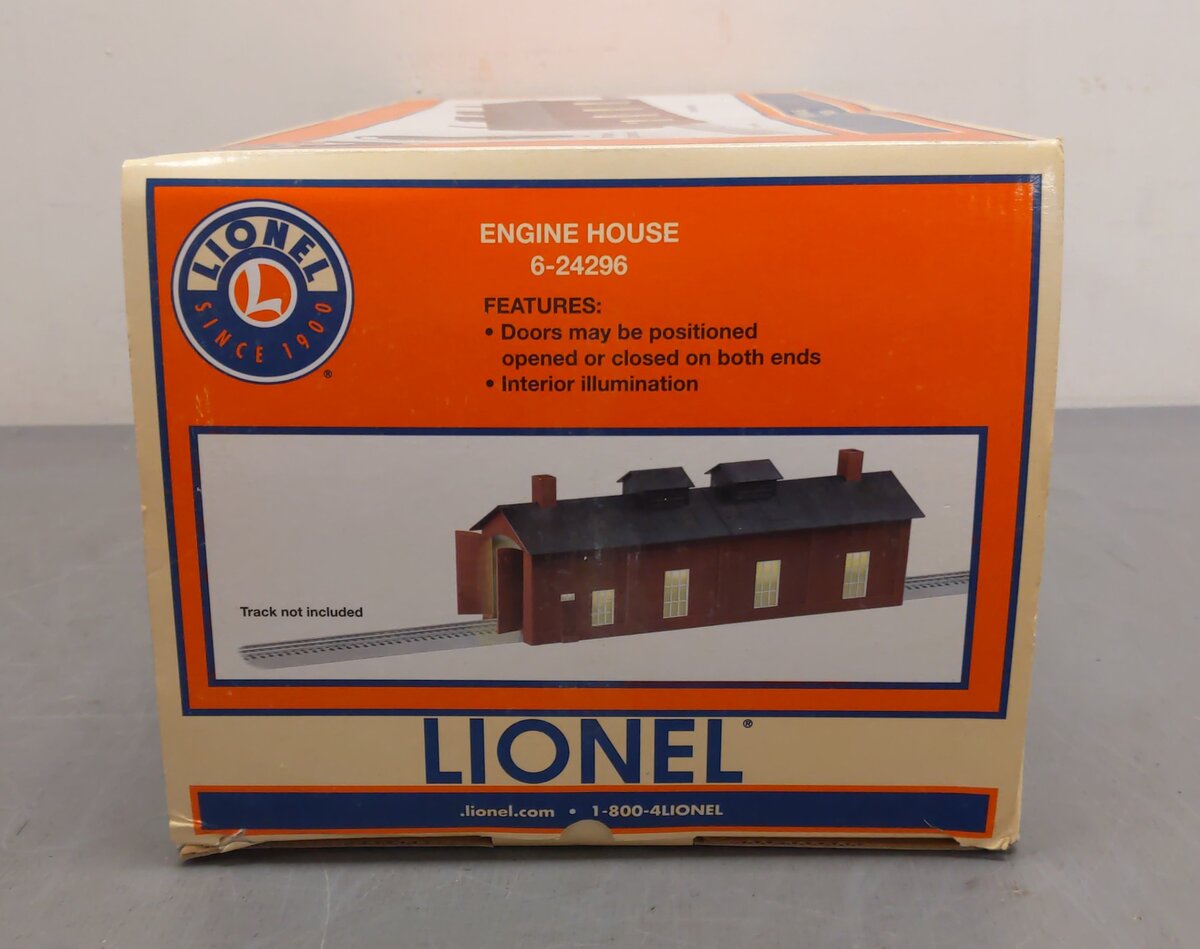 LIONEL
L
SINCE 1900
®
ENGINE HOUSE
6-24296
FEATURES:
• Doors may be positioned
opened or closed on both ends
• Interior illumination
Track not included
LIONEL®
.lionel.com • 1-800-4LIONEL